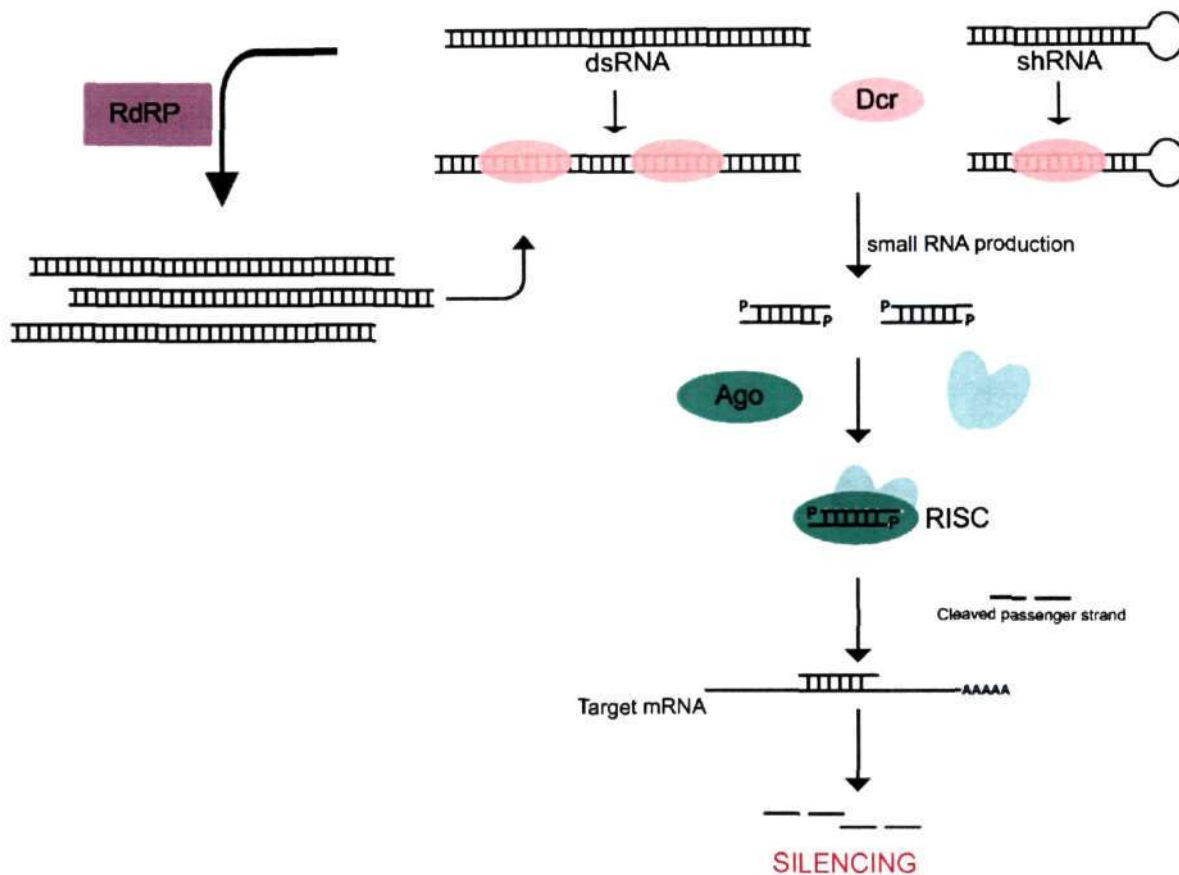 RdRP
dsRNA
Dcr
shRNA
small RNA production
P P P P
Ago
P P RISC
Cleaved passenger strand
Target mRNA AAAAA
SILENCING